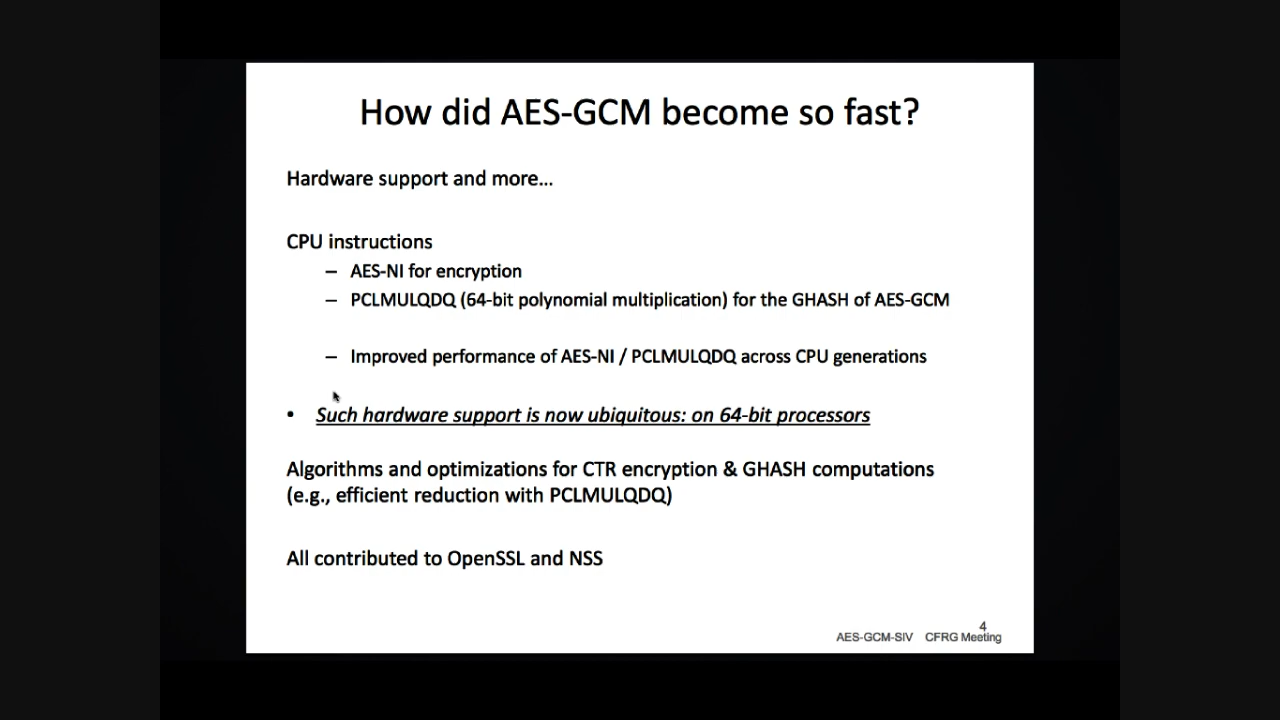 How did AES-GCM become so fast?
Hardware support and more...
CPU instructions
– AES-NI for encryption
– PCLMULQDQ (64-bit polynomial multiplication) for the GHASH of AES-GCM
– Improved performance of AES-NI / PCLMULQDQ across CPU generations
• Such hardware support is now ubiquitous: on 64-bit processors
Algorithms and optimizations for CTR encryption & GHASH computations
(e.g., efficient reduction with PCLMULQDQ)
All contributed to OpenSSL and NSS
4
AES-GCM-SIV CFRG Meeting